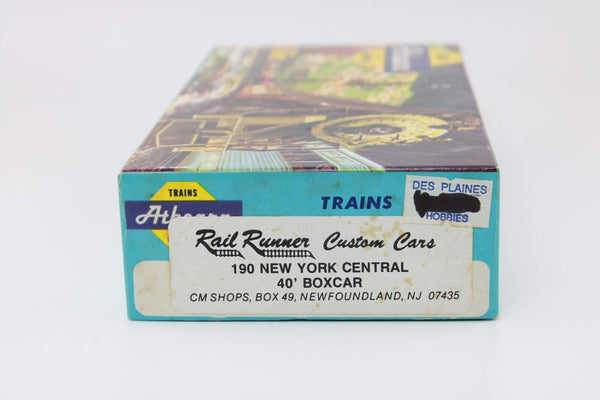 TRAINS
Athearn
TRAINS
DES PLAINES
HOBBIES
Rail Runner Custom Cars
190 NEW YORK CENTRAL
40' BOXCAR
CM SHOPS, BOX 49, NEWFOUNDLAND, NJ 07435